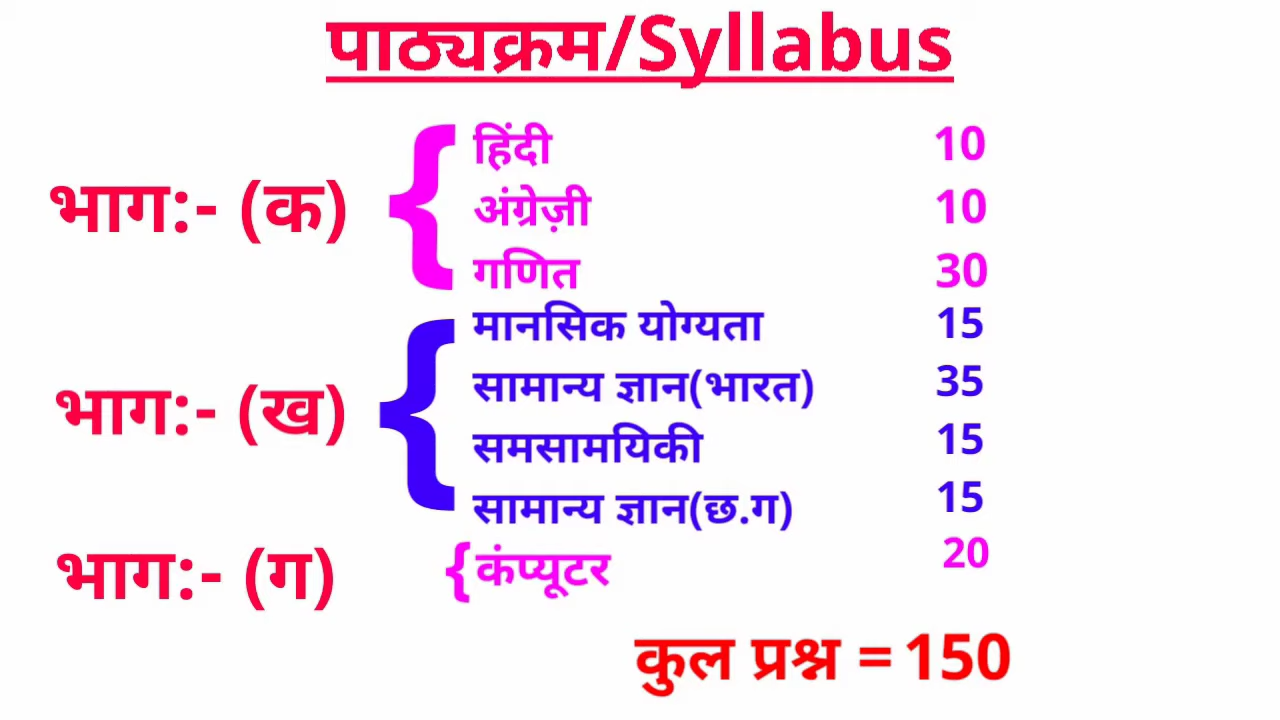 पाठ्यक्रम/Syllabus
भाग:- (क)
{ हिंदी 10
अंग्रेज़ी 10
गणित 30
भाग:- (ख)
{ मानसिक योग्यता 15
सामान्य ज्ञान(भारत) 35
समसामयिकी 15
सामान्य ज्ञान(छ.ग) 15
भाग:- (ग)
{ कंप्यूटर 20
कुल प्रश्न = 150